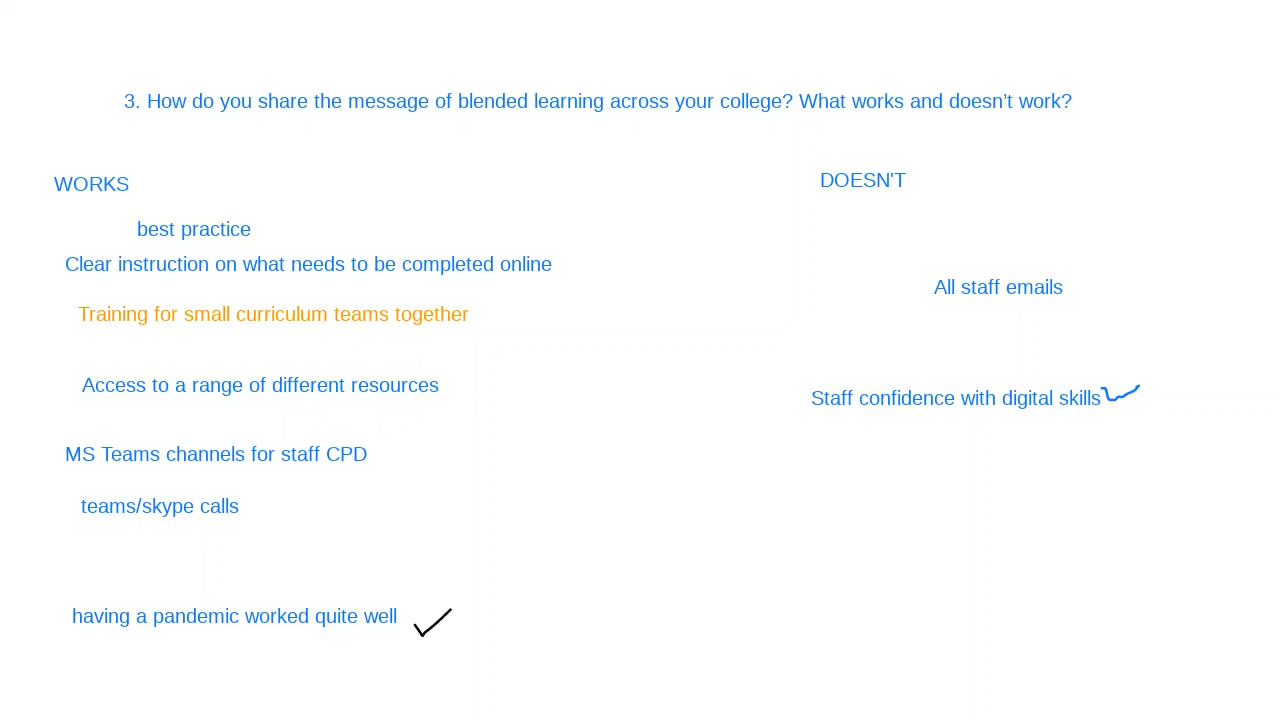 3. How do you share the message of blended learning across your college? What works and doesn’t work?
WORKS
best practice
Clear instruction on what needs to be completed online
Training for small curriculum teams together
Access to a range of different resources
MS Teams channels for staff CPD
teams/skype calls
having a pandemic worked quite well
DOESN'T
All staff emails
Staff confidence with digital skills